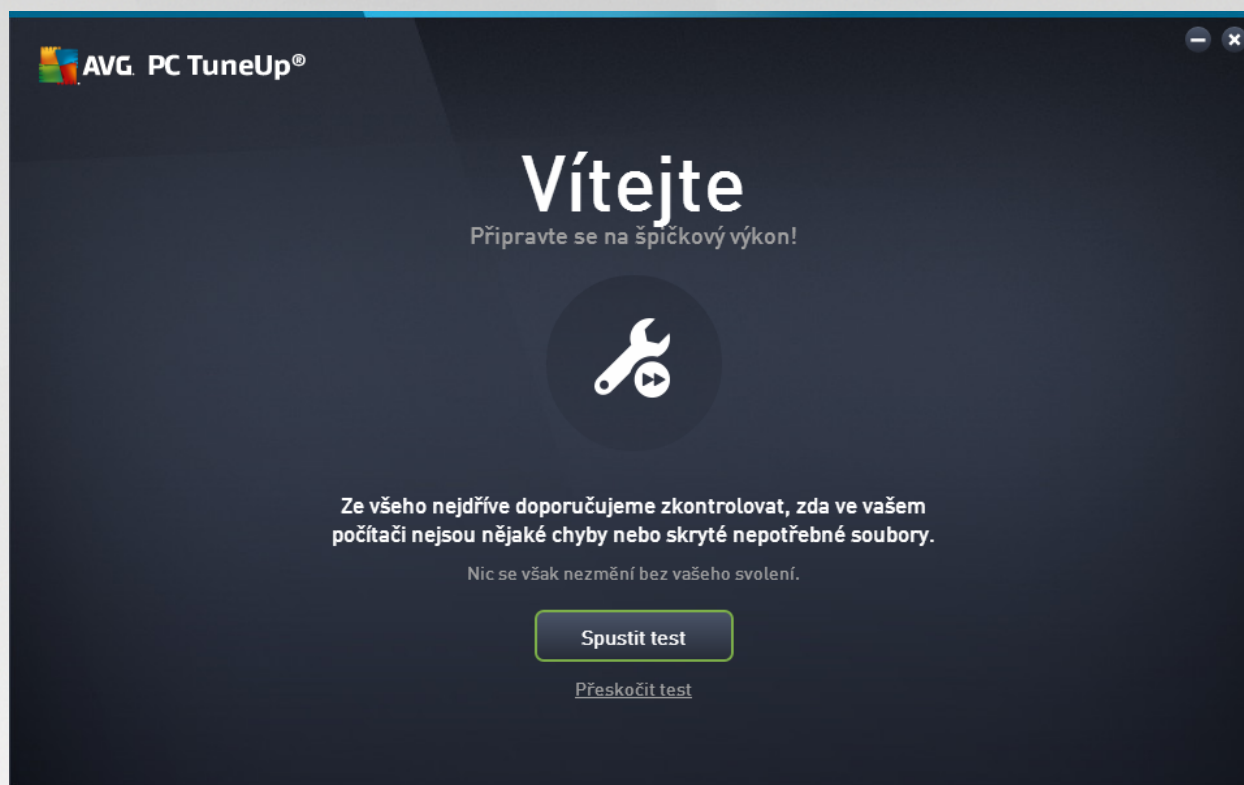 AVG. PC TuneUp®
Vítejte
Připravte se na špičkový výkon!
Ze všeho nejdříve doporučujeme zkontrolovat, zda ve vašem
počítači nejsou nějaké chyby nebo skryté nepotřebné soubory.
Nic se však nezmění bez vašeho svolení.
Spustit test
Přeskočit test